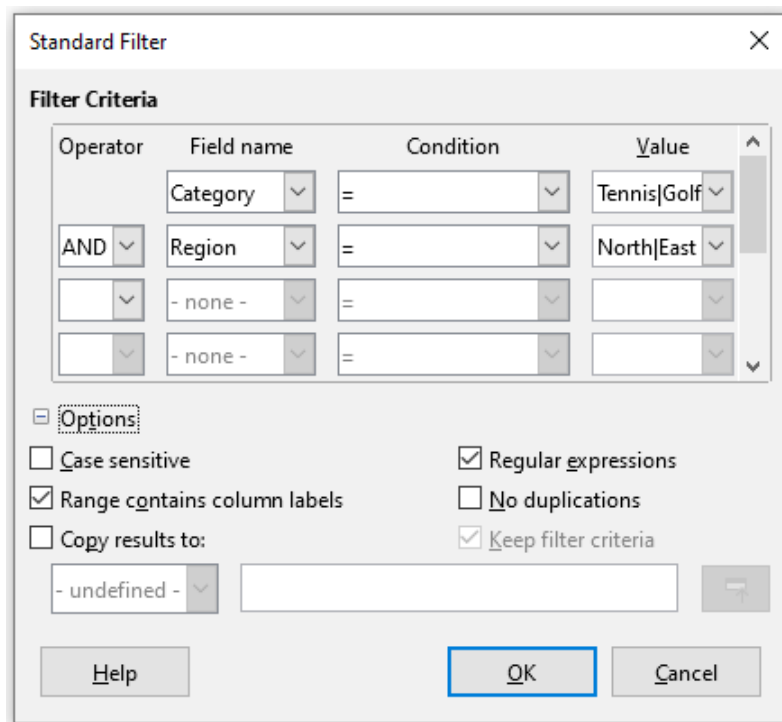 Standard Filter
Filter Criteria
Operator Field name Condition Value
Category = Tennis|Golf
AND Region = North|East
- none - =
- none - =
Options
Case sensitive Regular expressions
Range contains column labels No duplications
Copy results to: Keep filter criteria
- undefined -
Help OK Cancel